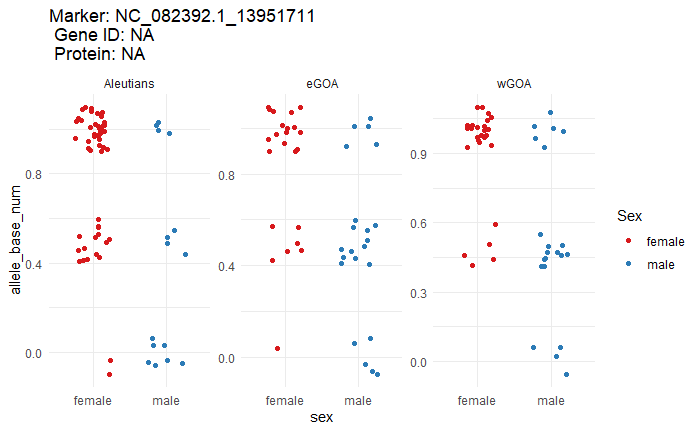 Marker: NC_082392.1_13951711
Gene ID: NA
Protein: NA
Aleutians
eGOA
wGOA
allele_base_num
0.8
0.4
0.0
0.8
0.4
0.0
0.9
0.6
0.3
0.0
female
male
female
male
female
male
sex
Sex
female
male